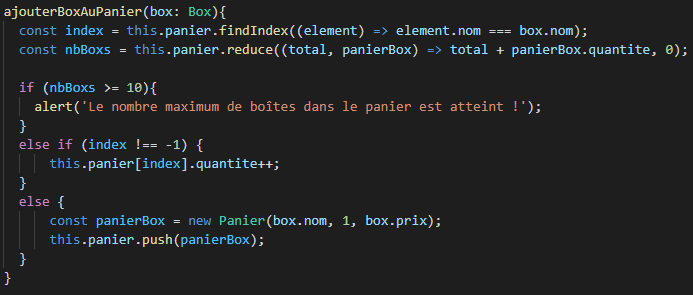 ajouterBoxAuPanier(box: Box){
const index = this.panier.findIndex((element) => element.nom === box.nom);
const nbBoxs = this.panier.reduce((total, panierBox) => total + panierBox.quantite, 0);
if (nbBoxs >= 10){
alert('Le nombre maximum de boîtes dans le panier est atteint !');
}
else if (index !== -1) {
this.panier[index].quantite++;
}
else {
const panierBox = new Panier(box.nom, 1, box.prix);
this.panier.push(panierBox);
}
}